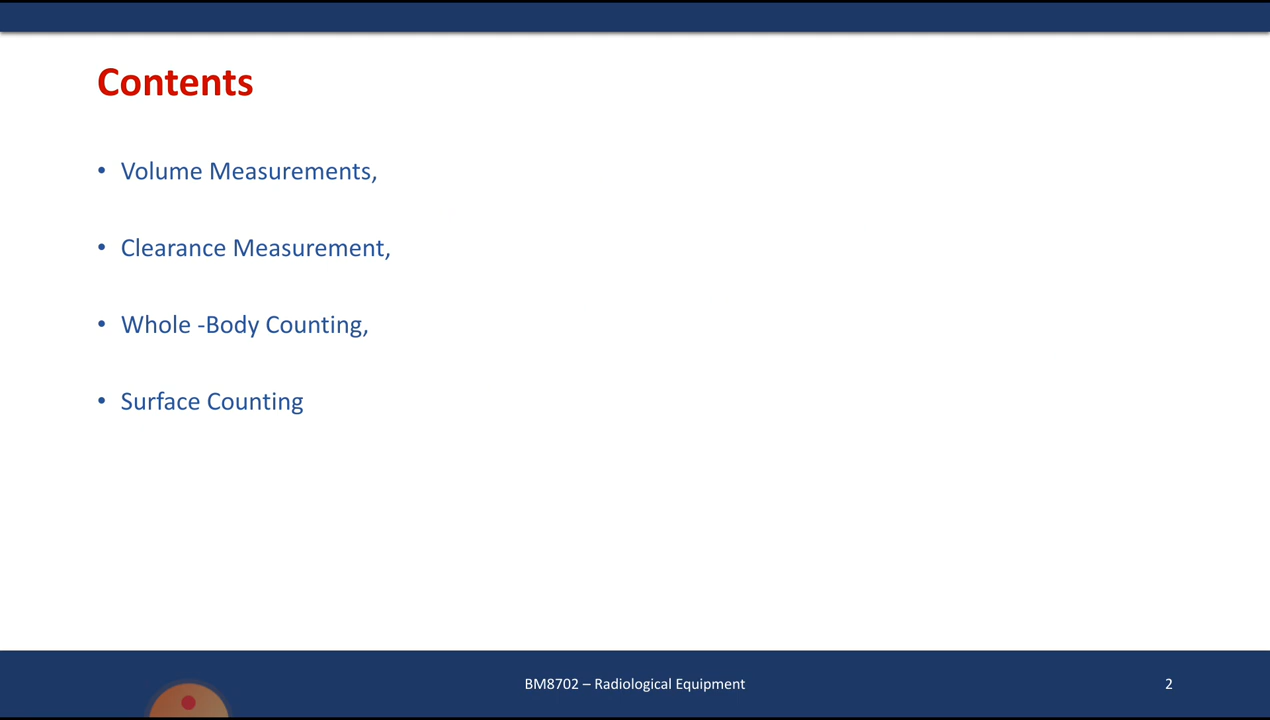 Contents
• Volume Measurements,
• Clearance Measurement,
• Whole -Body Counting,
• Surface Counting
BM8702 – Radiological Equipment
2